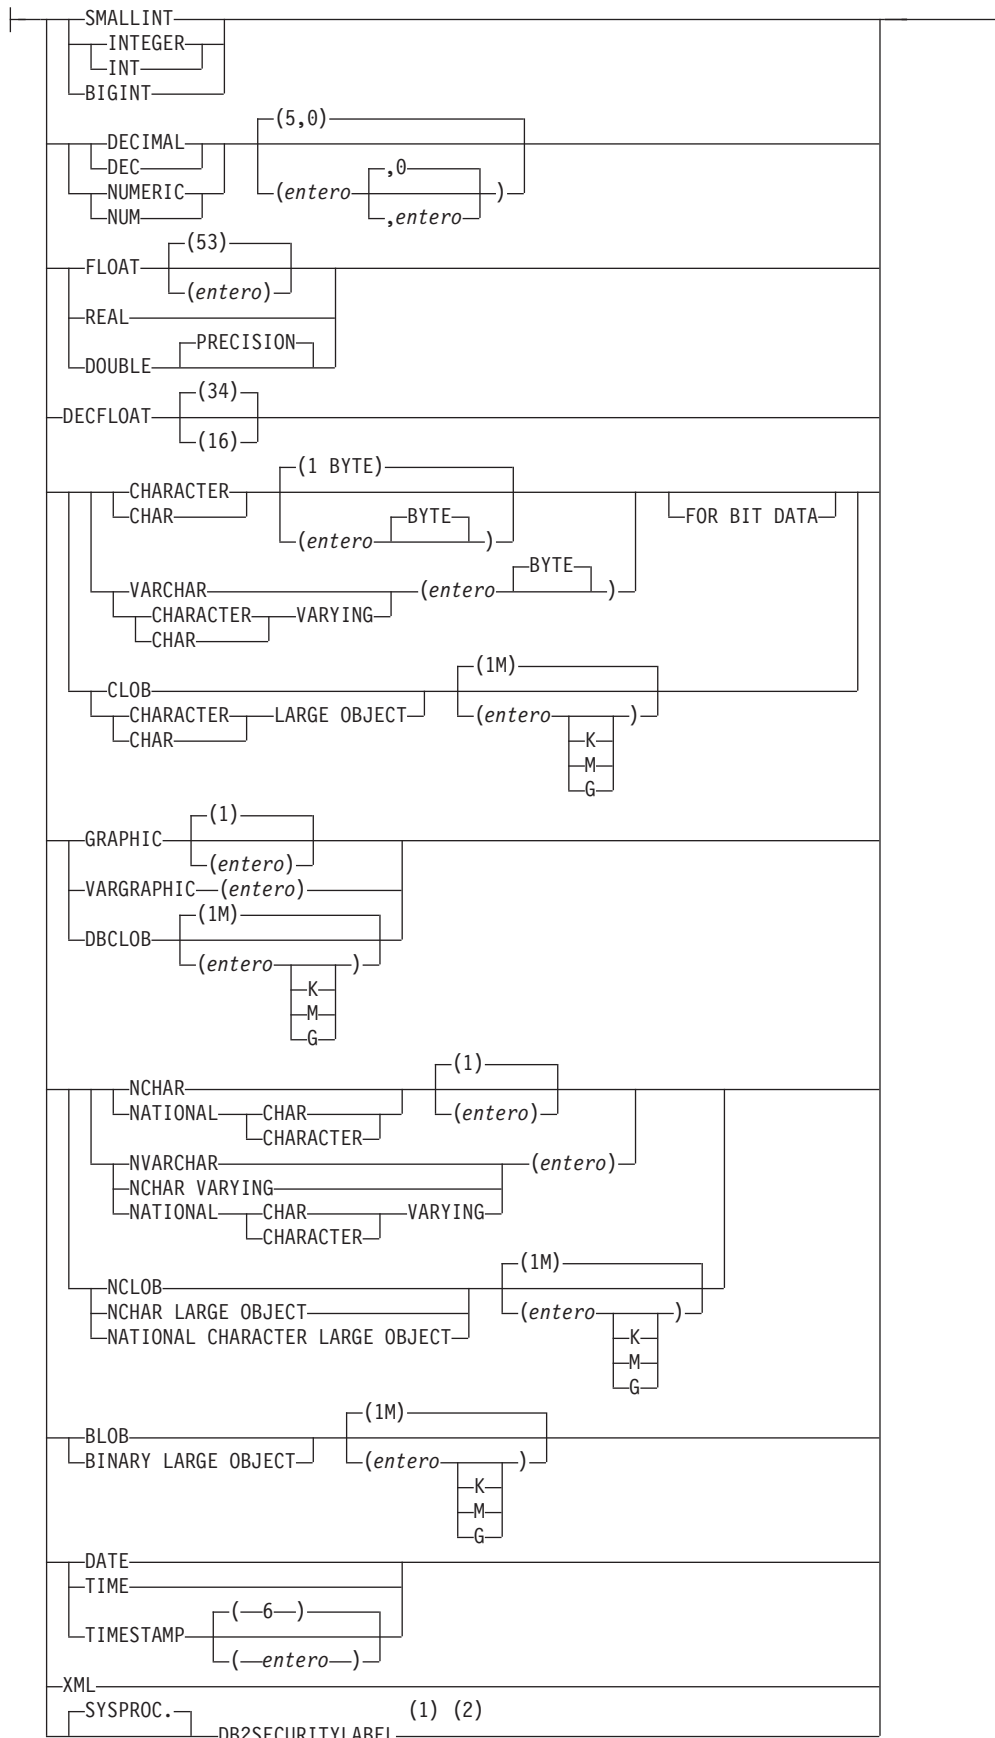 SMALLINT
INTEGER
INT
BIGINT
(5,0)
DECIMAL
DEC ,0
NUMERIC (entero )
NUM ,entero
(53)
FLOAT
(entero)
REAL
PRECISION
DOUBLE
(34)
DECFLOAT
(16)
(1 BYTE)
CHARACTER
CHAR BYTE FOR BIT DATA
(entero )
BYTE
VARCHAR (entero )
CHARACTER VARYING
CHAR
(1M)
CLOB
CHARACTER LARGE OBJECT (entero )
CHAR K
M
G
(1)
GRAPHIC
(entero)
VARGRAPHIC (entero)
(1M)
DBCLOB
(entero )
K
M
G
(1)
NCHAR
NATIONAL CHAR (entero)
CHARACTER
NVARCHAR (entero)
NCHAR VARYING
NATIONAL CHAR VARYING
CHARACTER
(1M)
NCLOB
NCHAR LARGE OBJECT (entero )
NATIONAL CHARACTER LARGE OBJECT K
M
G
(1M)
BLOB
BINARY LARGE OBJECT (entero )
K
M
G
DATE
TIME
( 6 )
TIMESTAMP
( entero )
XML
SYSPROC. (1) (2)
DB2SECURITYLABEL